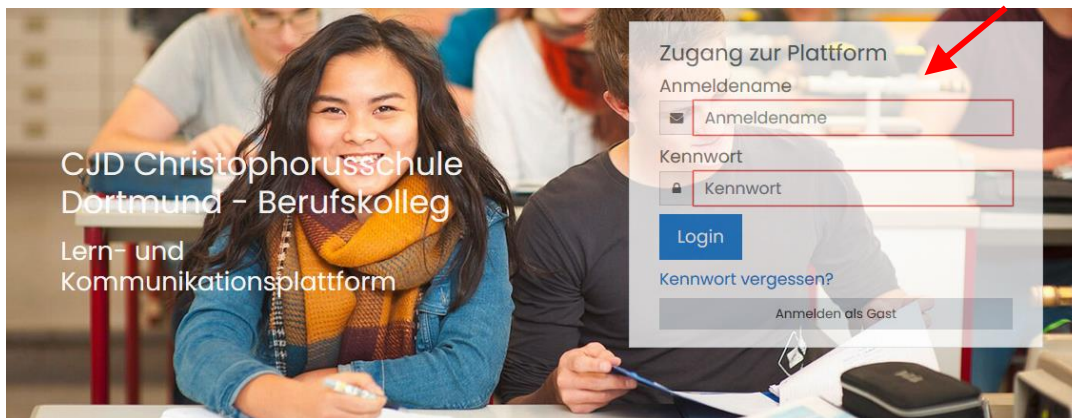 CJD Christophorusschule
Dortmund - Berufskolleg
Lern- und
Kommunikationsplattform
Zugang zur Plattform
Anmeldename
Anmeldename
Kennwort
Kennwort
Login
Kennwort vergessen?
Anmelden als Gast